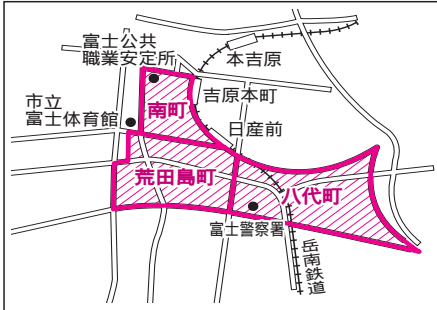 富士公共
職業安定所
本吉原
市立
富士体育館
南町
吉原本町
日産前
荒田島町
八代町
富士警察署
岳南鉄道